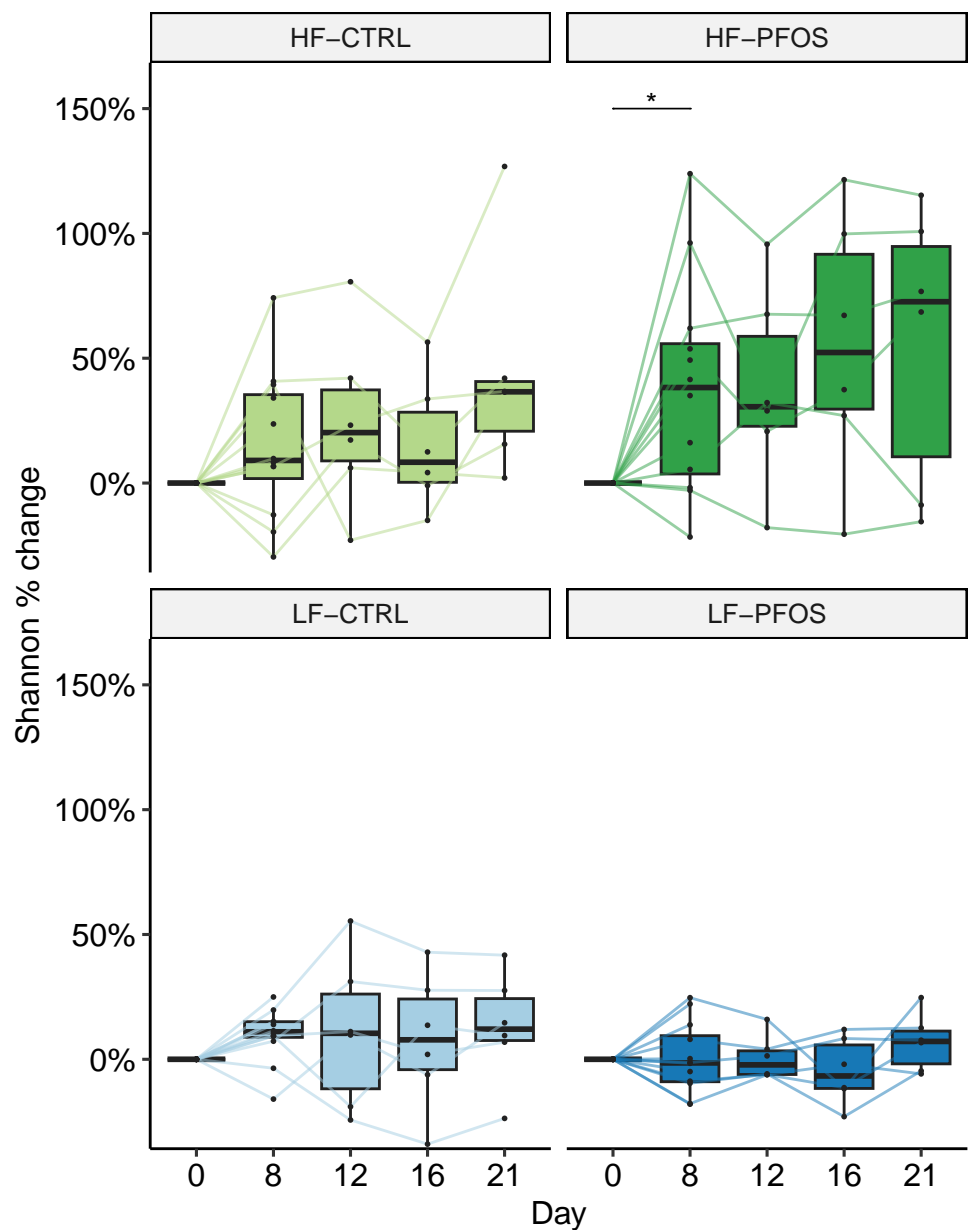 HF−CTRL
HF−PFOS
150%
100%
50%
0%
*
LF−CTRL
LF−PFOS
150%
100%
50%
0%
Shannon % change
0 8 12 16 21
0 8 12 16 21
Day